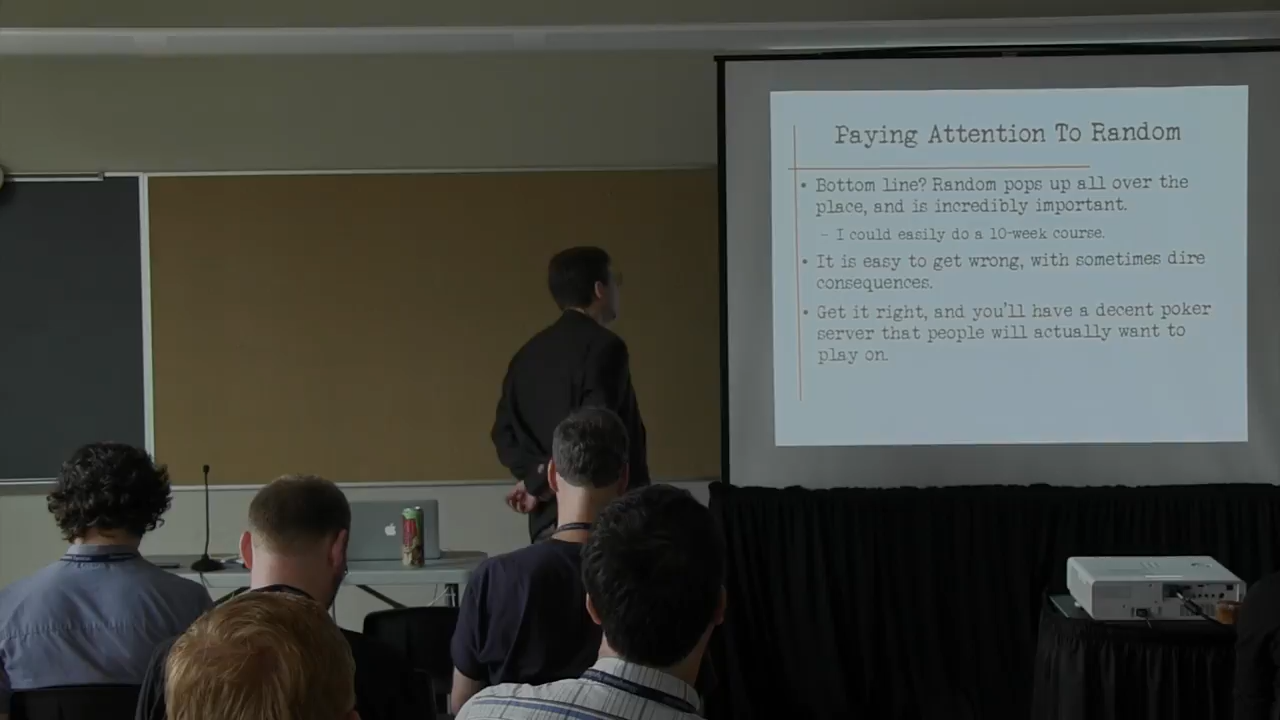 Paying Attention To Random
• Bottom line? Random pops up all over the
place, and is incredibly important.
– I could easily do a 10-week course.
• It is easy to get wrong, with sometimes dire
consequences.
• Get it right, and you'll have a decent poker
server that people will actually want to
play on.